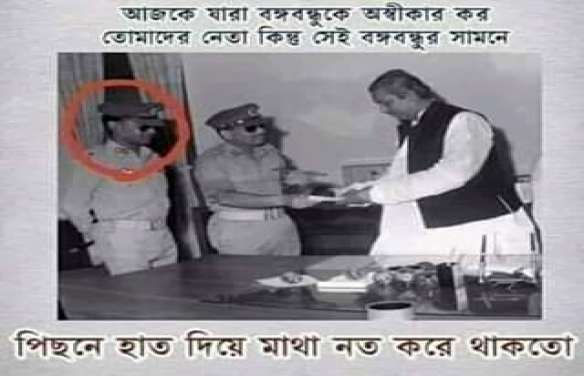 আজকে যারা বঙ্গবন্ধুকে অস্বীকার কর
তোমাদের নেতা কিন্তু সেই বঙ্গবন্ধুর সামনে
পিছনে হাত দিয়ে মাথা নত করে থাকতো